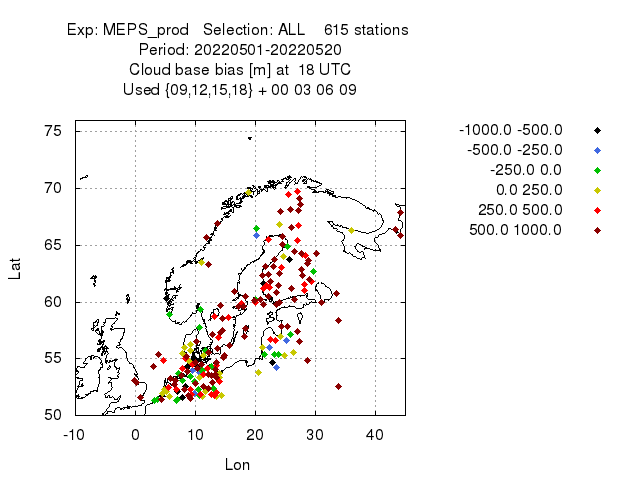 Exp: MEPS_prod   Selection: ALL    615 stations
Period: 20220501-20220520
Cloud base bias [m] at  18 UTC
Used {09,12,15,18} + 00 03 06 09
-1000.0 -500.0
-500.0 -250.0
-250.0 0.0
0.0 250.0
250.0 500.0
500.0 1000.0
75
70
65
60
55
50
Lat
-10 0 10 20 30 40
Lon